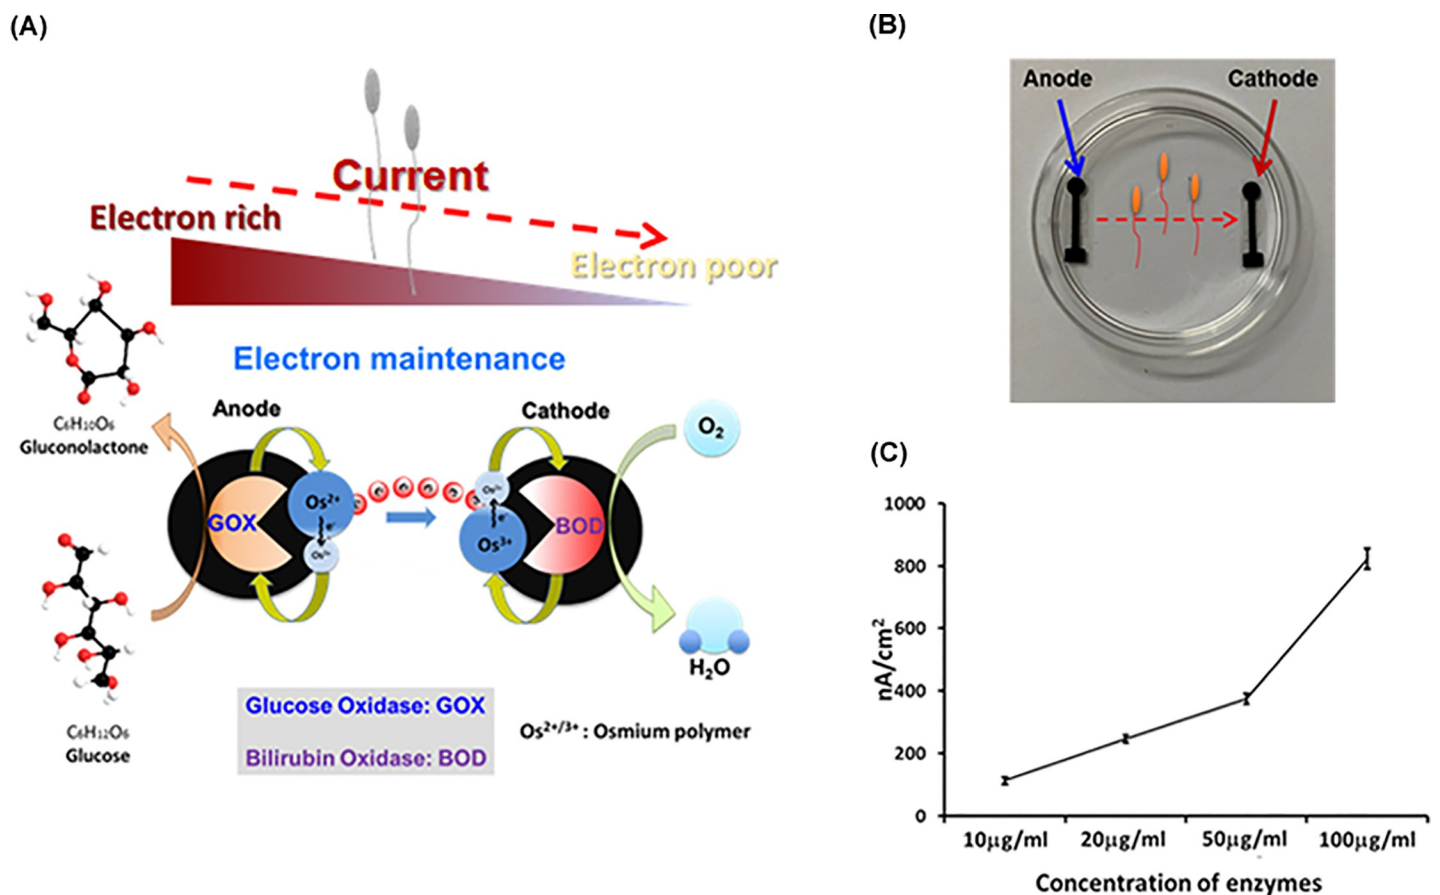 (A)
Current
Electron rich
Electron poor
Electron maintenance
Anode
Cathode
C₆H₁₀O₆
Gluconolactone
O₂
GOX
Os²⁺
e⁻
Os³⁺
Os²⁺
e⁻
Os³⁺
BOD
H₂O
C₆H₁₂O₆
Glucose
Glucose Oxidase: GOX
Bilirubin Oxidase: BOD
Os²⁺/³⁺ : Osmium polymer
(B)
Anode
Cathode
(C)
nA/cm²
1000
800
600
400
200
0
10µg/ml
20µg/ml
50µg/ml
100µg/ml
Concentration of enzymes